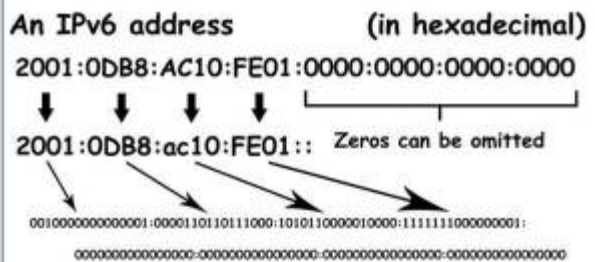 An IPv6 address (in hexadecimal)
2001:0DB8:AC10:FE01:0000:0000:0000:0000
2001:0DB8:ac10:FE01:: Zeros can be omitted
0010000000000001:0000110110111000:1010110000010000:1111111000000001:
0000000000000000:0000000000000000:0000000000000000:0000000000000000